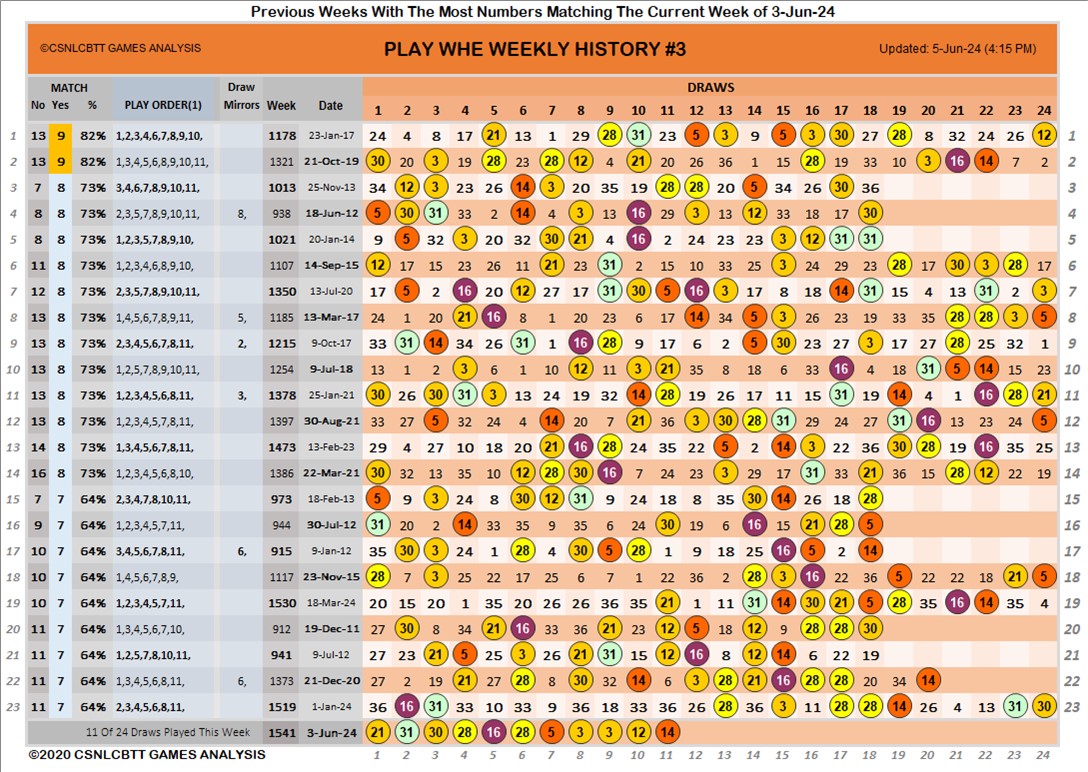 Previous Weeks With The Most Numbers Matching The Current Week of 3-Jun-24
©CSNLCBTT GAMES ANALYSIS PLAY WHE WEEKLY HISTORY #3 Updated: 5-Jun-24 (4:15 PM)
MATCH Draw DRAWS
No Yes % PLAY ORDER(1) Mirrors Week Date 1 2 3 4 5 6 7 8 9 10 11 12 13 14 15 16 17 18 19 20 21 22 23 24
1 13 9 82% 1,2,3,4,6,7,8,9,10, 1178 23-Jan-17 24 4 8 17 21 13 1 29 28 31 23 5 3 9 5 3 30 27 28 8 32 24 26 12 1
2 13 9 82% 1,3,4,5,6,8,9,10,11, 1321 21-Oct-19 30 20 3 19 28 23 28 12 4 21 20 26 36 1 15 28 19 33 10 3 16 14 7 2 2
3 7 8 73% 3,4,6,7,8,9,10,11, 1013 25-Nov-13 34 12 3 23 26 14 3 20 35 19 28 28 20 5 34 26 30 36 3
4 8 8 73% 2,3,5,7,8,9,10,11, 8, 938 18-Jun-12 5 30 31 33 2 14 4 3 13 16 29 3 14 12 33 18 17 30 4
5 8 8 73% 1,2,3,5,7,8,9,10, 1021 20-Jan-14 9 5 32 3 20 32 30 21 4 16 2 24 23 23 3 12 31 31 5
6 11 8 73% 1,2,3,4,6,8,9,10, 1107 14-Sep-15 12 17 15 23 26 11 21 23 31 2 15 10 33 25 3 24 29 23 28 17 30 3 28 17 6
7 12 8 73% 2,3,5,7,8,9,10,11, 1350 13-Jul-20 17 5 2 16 20 12 27 17 31 30 5 16 3 17 8 18 14 31 15 4 13 31 2 3 7
8 13 8 73% 1,4,5,6,7,8,9,11, 5, 1185 13-Mar-17 24 1 20 21 16 8 1 20 23 6 17 14 34 5 3 26 23 19 33 35 28 28 3 5 8
9 13 8 73% 2,3,4,5,6,7,8,11, 2, 1215 9-Oct-17 33 31 14 34 26 31 1 16 28 9 17 6 2 5 30 23 27 3 17 27 28 25 32 1 9
10 13 8 73% 1,2,5,7,8,9,10,11, 1254 9-Jul-18 13 1 2 3 6 1 10 12 11 3 21 35 8 18 6 33 16 4 18 31 5 14 15 23 10
11 13 8 73% 1,2,3,4,5,6,8,11, 3, 1378 25-Jan-21 30 26 30 31 3 13 24 19 32 14 28 19 26 17 11 15 31 19 14 4 1 16 28 21 11
12 13 8 73% 1,2,3,4,5,7,8,11, 1397 30-Aug-21 33 27 5 32 24 4 14 20 7 21 36 3 30 28 31 29 24 27 31 16 13 23 24 5 12
13 14 8 73% 1,3,4,5,6,7,8,11, 1473 13-Feb-23 29 4 27 10 18 20 21 16 28 24 35 22 5 2 14 3 22 36 30 28 19 16 35 25 13
14 16 8 73% 1,2,3,4,5,6,8,10, 1386 22-Mar-21 30 32 13 35 10 12 28 30 16 7 24 23 3 29 17 31 33 21 36 15 28 12 22 19 14
15 7 7 64% 2,3,4,7,8,10,11, 973 18-Feb-13 5 9 3 24 8 30 12 31 9 24 18 8 35 30 14 26 18 28 15
16 9 7 64% 1,2,3,4,5,7,11, 944 30-Jul-12 31 20 2 14 33 35 9 35 6 24 30 19 6 16 15 21 28 5 16
17 10 7 64% 3,4,5,6,7,8,11, 6, 915 9-Jan-12 35 30 3 24 1 28 4 30 5 28 1 9 18 25 16 5 2 14 17
18 10 7 64% 1,4,5,6,7,8,9, 1117 23-Nov-15 28 7 3 25 22 17 25 6 7 1 22 36 2 28 3 16 22 36 5 22 22 18 21 5 18
19 10 7 64% 1,2,3,4,5,7,11, 1530 18-Mar-24 20 15 20 1 35 20 26 26 36 35 21 1 11 31 14 30 21 5 28 35 16 14 35 4 19
20 11 7 64% 1,3,4,5,6,7,10, 912 19-Dec-11 27 30 8 34 21 16 33 36 21 23 12 5 18 12 9 28 28 30 20
21 11 7 64% 1,2,5,7,8,10,11, 941 9-Jul-12 27 23 21 5 25 3 26 21 31 15 12 16 8 12 14 6 22 19 21
22 11 7 64% 1,3,4,5,6,8,11, 6, 1373 21-Dec-20 27 2 19 21 27 28 8 30 32 14 6 3 28 21 16 28 28 20 34 14 22
23 11 7 64% 2,3,4,5,6,8,11, 1519 1-Jan-24 36 16 31 33 10 33 9 36 18 33 36 26 28 36 3 11 28 28 14 26 4 13 31 30 23
11 Of 24 Draws Played This Week 1541 3-Jun-24 21 31 30 28 16 28 5 3 3 12 14
©2020 CSNLCBTT GAMES ANALYSIS 1 2 3 4 5 6 7 8 9 10 11 12 13 14 15 16 17 18 19 20 21 22 23 24